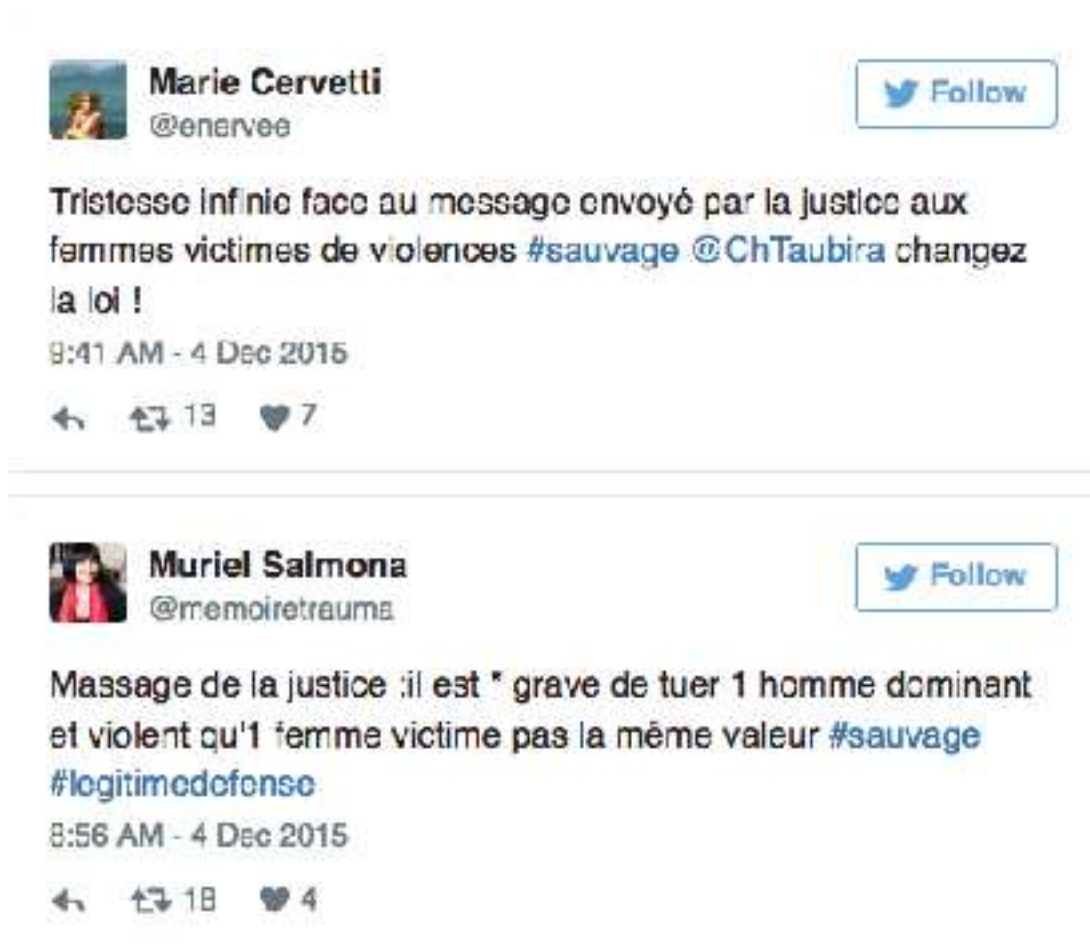 Marie Cervetti
@enervee
Follow
Tristesse infinie face au message envoyé par la justice aux
femmes victimes de violences #sauvage @ChTaubira changez
la loi !
9:41 AM - 4 Dec 2015
13 7
Muriel Salmona
@memoiretrauma
Follow
Massage de la justice :il est * grave de tuer 1 homme dominant
et violent qu'1 femme victime pas la même valeur #sauvage
#legitimedefense
8:56 AM - 4 Dec 2015
18 4